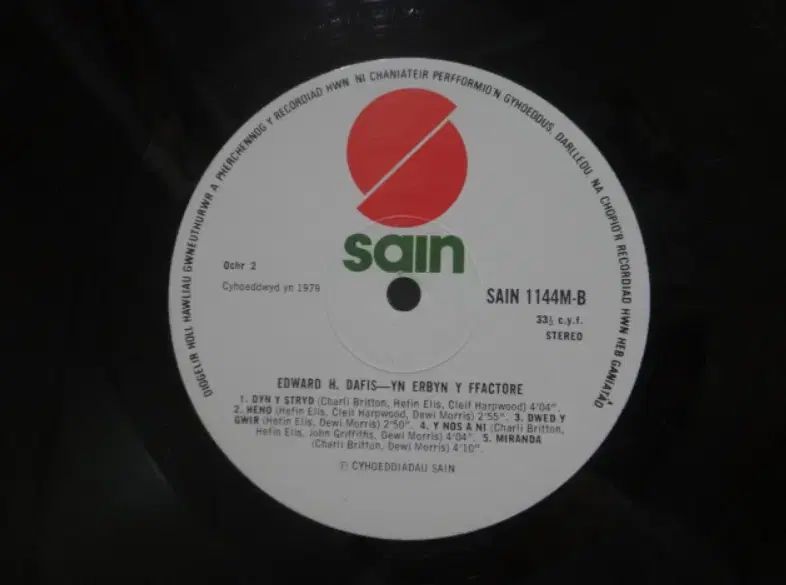 DIOGELIR HOLL HAWLIAU GWNEUTHURWR A PHERCHENNOG Y RECORDIAD HWN NI CHANIATEIR PERFFORMIO'N GYHOEDDUS, DARLLEDU, NA CHOPIO'R RECORDIAD HWN HEB GANIATÂD
sain
Ochr 2
Cyhoeddwyd yn 1979
SAIN 1144M-B
33⅓ c.y.f.
STEREO
EDWARD H. DAFIS—YN ERBYN Y FFACTORE
1. DYN Y STRYD (Charli Britton, Hefin Elis, Cleif Harpwood) 4'04".
2. HENO (Hefin Elis, Cleif Harpwood, Dewi Morris) 2'55". 3. DWED Y
GWIR (Hefin Elis, Dewi Morris) 2'50". 4. Y NOS A NI (Charli Britton,
Hefin Elis, John Griffiths, Dewi Morris) 4'04". 5. MIRANDA
(Charli Britton, Dewi Morris) 4'10".
Ⓟ CYHOEDDIADAU SAIN